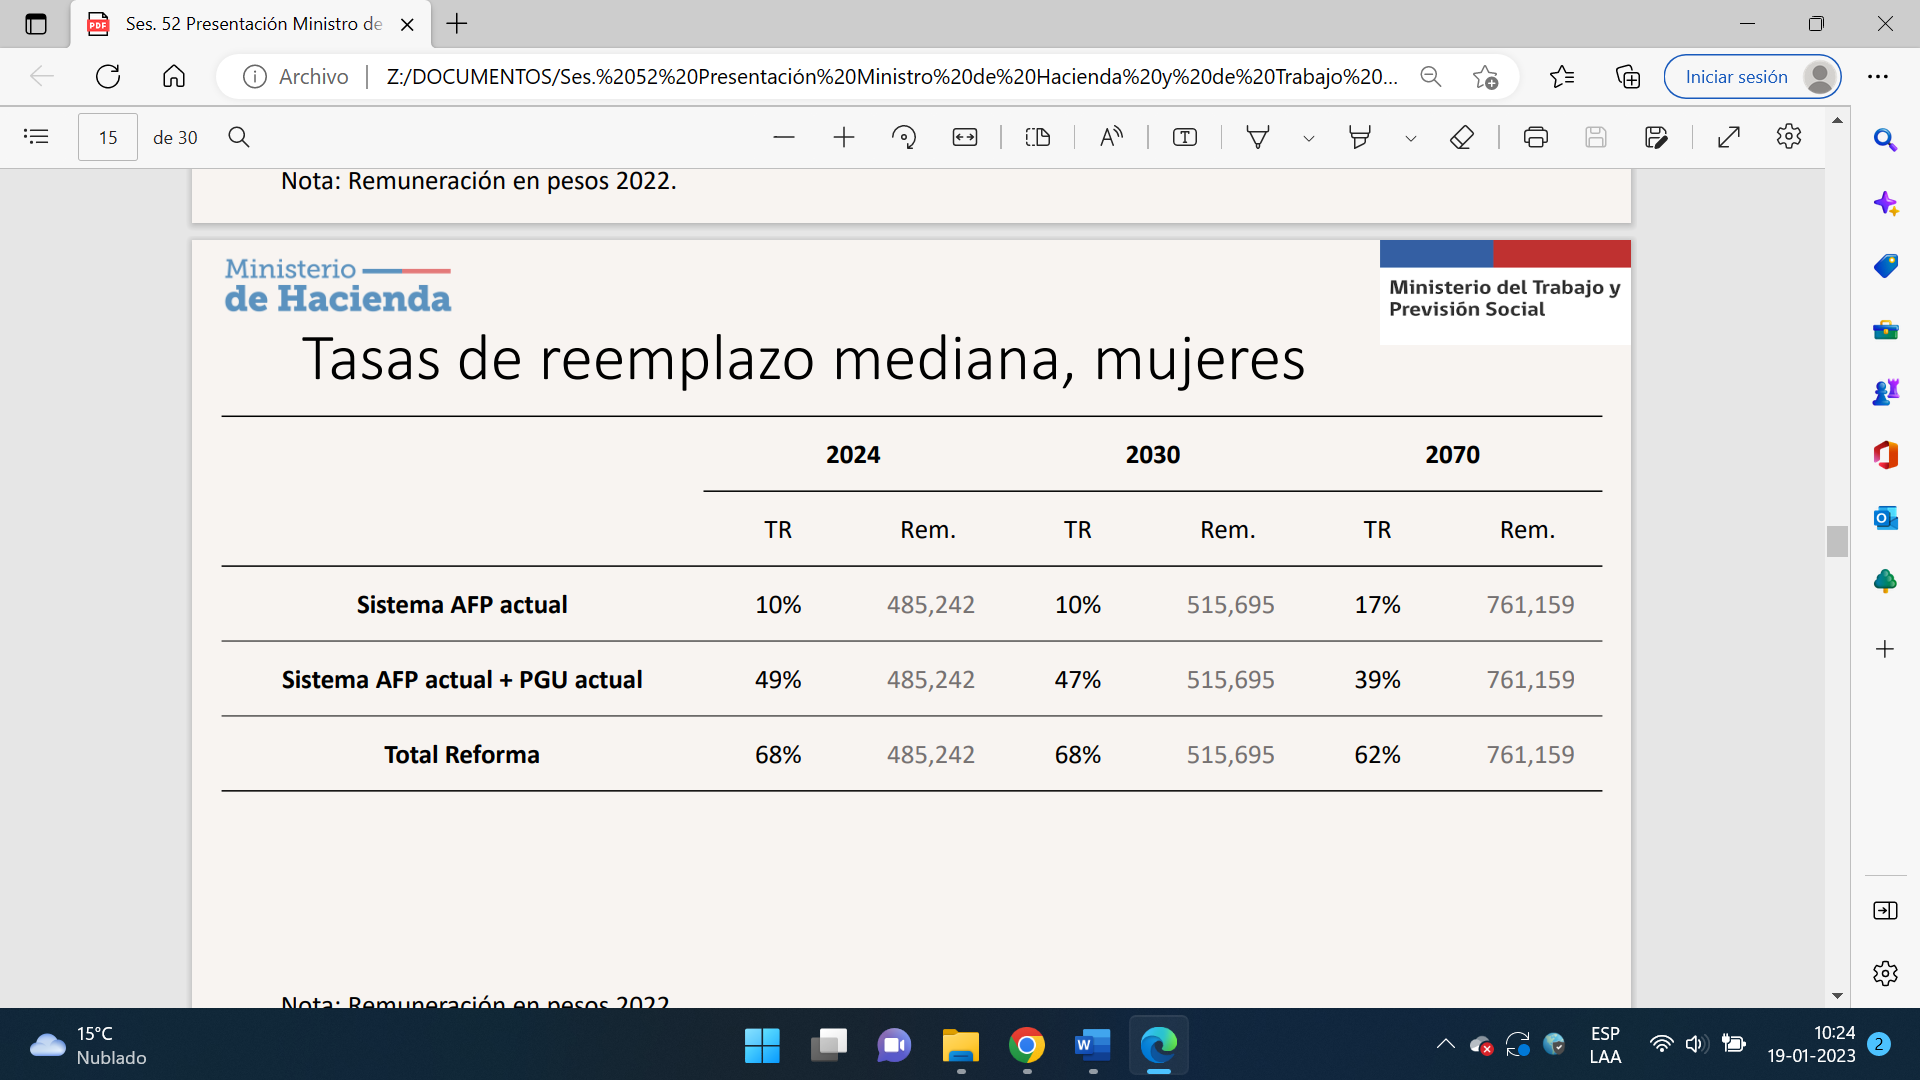 Ses. 52 Presentación Ministro de
Archivo
Z:/DOCUMENTOS/Ses.%2052%20Presentación%20Ministro%20de%20Hacienda%20y%20de%20Trabajo%20...
Iniciar sesión
15 de 30
Nota: Remuneración en pesos 2022.
Ministerio
de Hacienda
Ministerio del Trabajo y
Previsión Social
Tasas de reemplazo mediana, mujeres
2024 2030 2070
TR Rem. TR Rem. TR Rem.
Sistema AFP actual 10% 485,242 10% 515,695 17% 761,159
Sistema AFP actual + PGU actual 49% 485,242 47% 515,695 39% 761,159
Total Reforma 68% 485,242 68% 515,695 62% 761,159
Nota: Remuneración en pesos 2022.
15°C
Nublado
ESP
LAA
10:24
19-01-2023
2